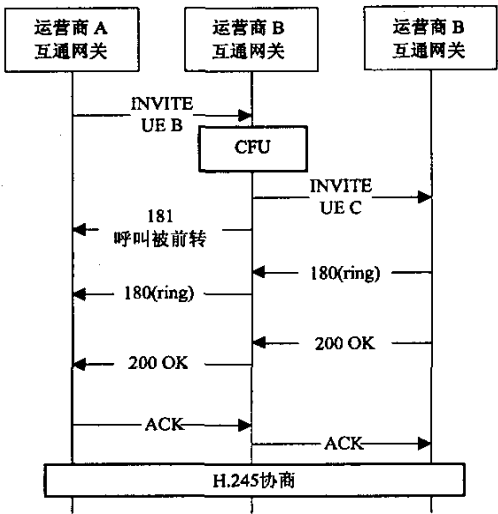 运营商 A
互通网关
运营商 B
互通网关
运营商 B
互通网关
INVITE
UE B
CFU
INVITE
UE C
181
呼叫被前转
180(ring)
180(ring)
200 OK
200 OK
ACK
ACK
H.245协商